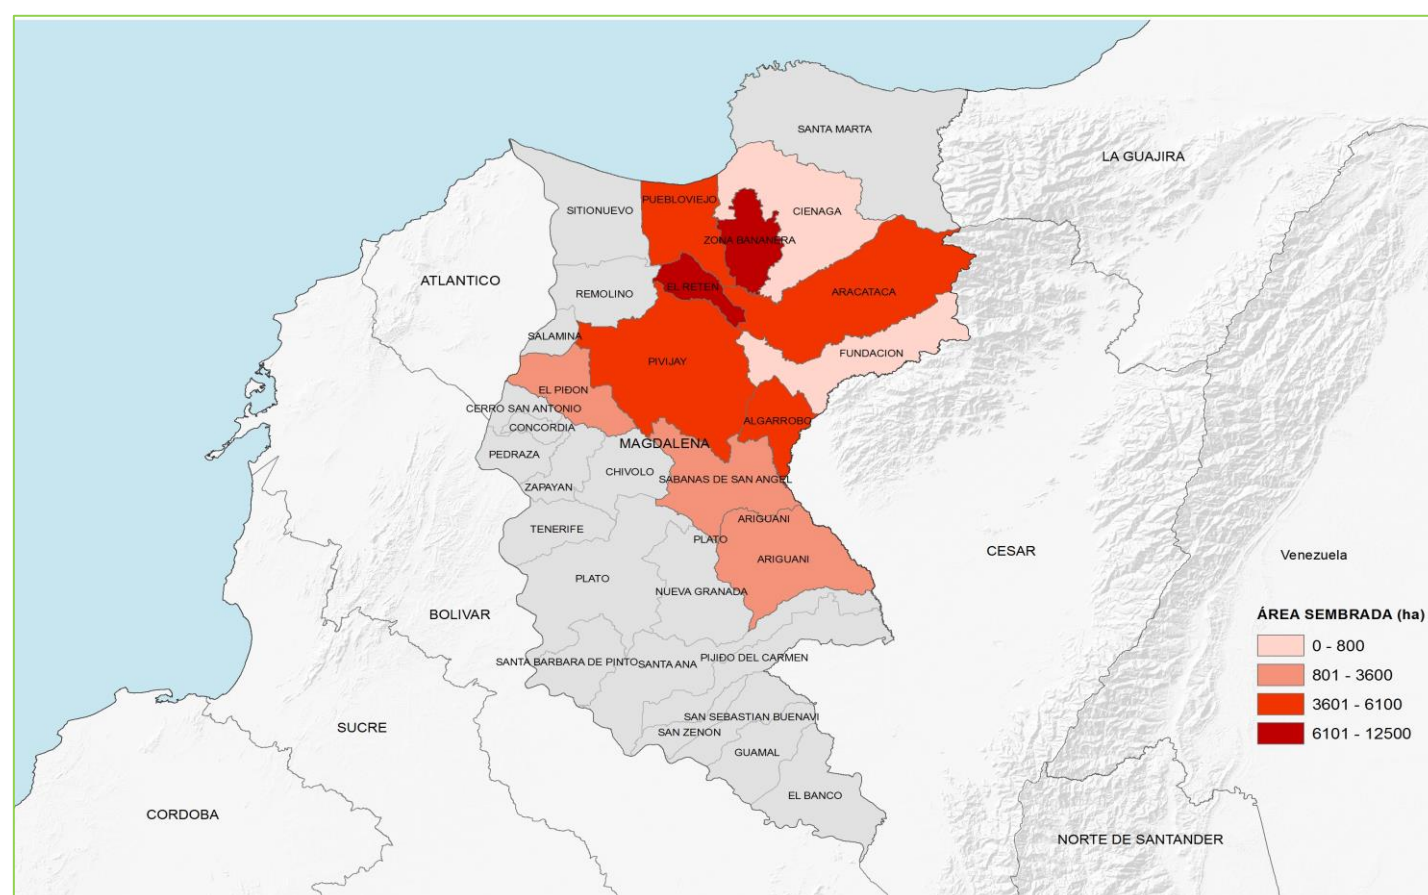 SANTA MARTA
LA GUAJIRA
PUEBLOVIEJO
SITIONUEVO
CIENAGA
ZONA BANANERA
ATLANTICO
EL RETEN
ARACATACA
REMOLINO
SALAMINA
FUNDACION
PIVIJAY
EL PIÐON
CERRO SAN ANTONIO
ALGARROBO
CONCORDIA
MAGDALENA
PEDRAZA
CHIVOLO
SABANAS DE SAN ANGEL
ZAPAYAN
ARIGUANI
TENERIFE
PLATO
CESAR
Venezuela
ARIGUANI
PLATO
NUEVA GRANADA
BOLIVAR
ÁREA SEMBRADA (ha)
0 - 800
801 - 3600
3601 - 6100
6101 - 12500
SANTA BARBARA DE PINTO
SANTA ANA
PIJIDO DEL CARMEN
SAN SEBASTIAN BUENAVI
SUCRE
SAN ZENON
GUAMAL
EL BANCO
CORDOBA
NORTE DE SANTANDER